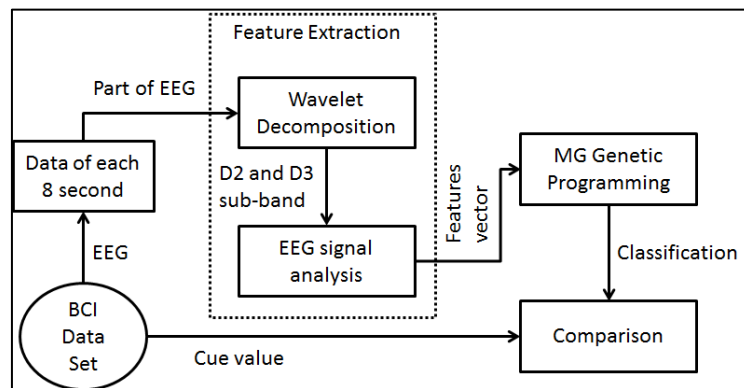 Feature Extraction
Part of EEG
Wavelet
Decomposition
Data of each
8 second
D2 and D3
sub-band
Features
vector
MG Genetic
Programming
EEG
EEG signal
analysis
Classification
BCI
Data
Set
Cue value
Comparison